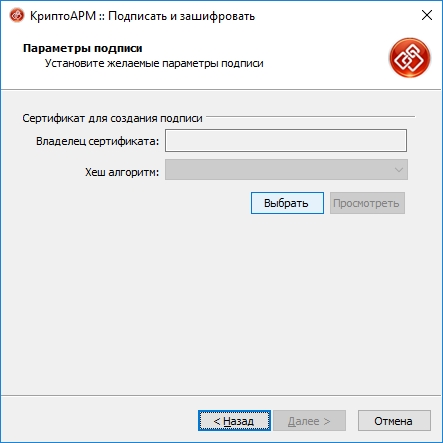 КриптоАРМ :: Подписать и зашифровать
Параметры подписи
Установите желаемые параметры подписи
Сертификат для создания подписи
Владелец сертификата:
Хеш алгоритм:
Выбрать Просмотреть
< Назад Далее > Отмена